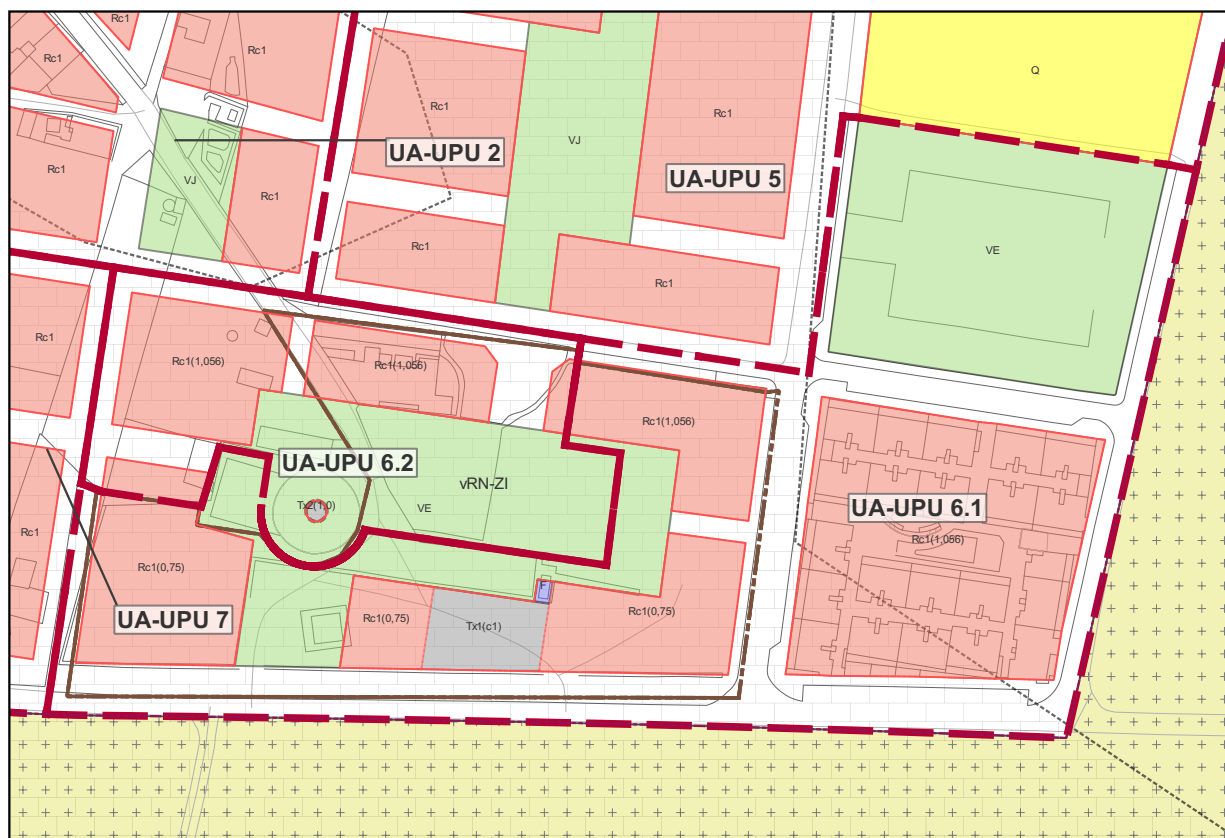 Rc1
Rc1
Rc1
Rc1
Q
Rc1
Rc1
VJ
UA-UPU 2
Rc1
VJ
UA-UPU 5
Rc1
Rc1
Rc1
VE
Rc1
Rc1(1,056)
Rc1(1,056)
Rc1(1,056)
UA-UPU 6.2
vRN-ZI
Tx2(1,0)
VE
UA-UPU 6.1
Rc1
Rc1(1,056)
Rc1(0,75)
F
Rc1(0,75)
Rc1(0,75)
UA-UPU 7
Tx1(c1)